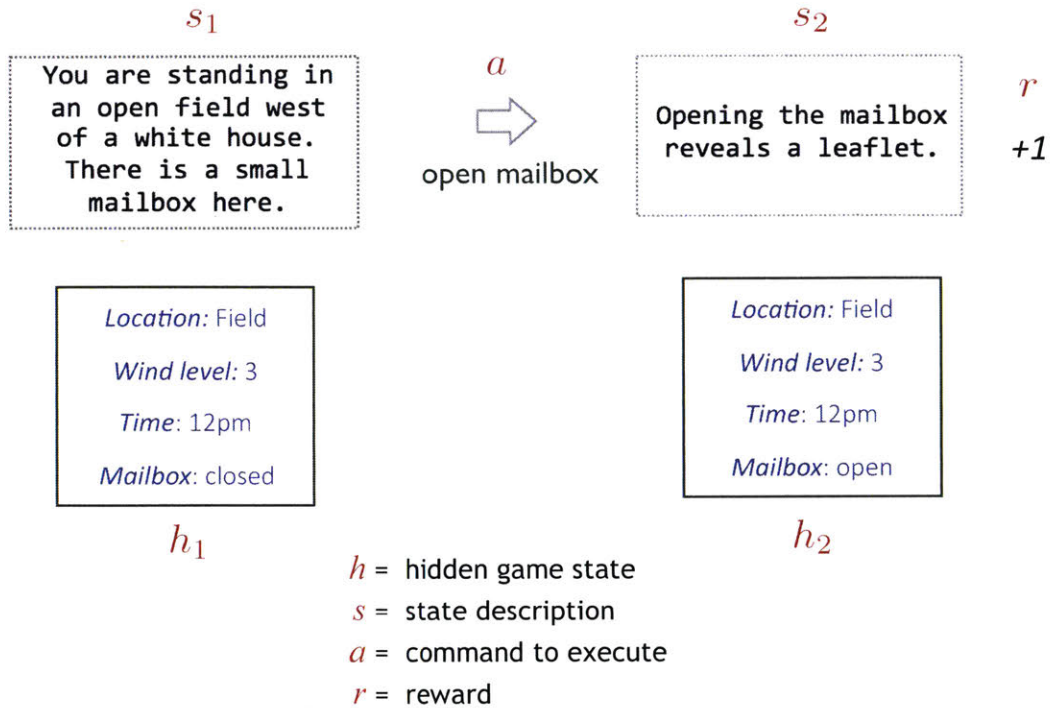 s1
s2
You are standing in
an open field west
of a white house.
There is a small
mailbox here.
a
open mailbox
Opening the mailbox
reveals a leaflet.
r
+1
Location: Field
Wind level: 3
Time: 12pm
Mailbox: closed
h1
Location: Field
Wind level: 3
Time: 12pm
Mailbox: open
h2
h = hidden game state
s = state description
a = command to execute
r = reward